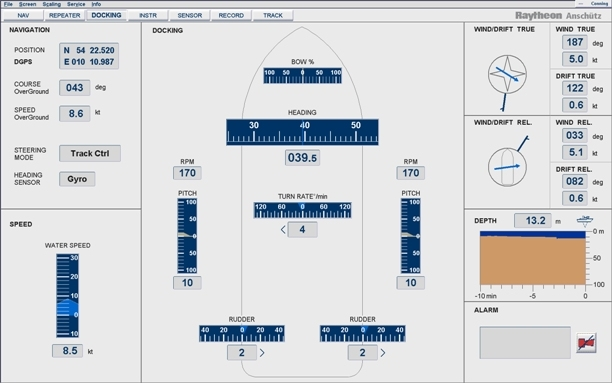 File Screen Scaling Service Info Conning
NAV REPEATER DOCKING INSTR SENSOR RECORD TRACK
Raytheon Anschütz
NAVIGATION
POSITION N 54 22.520
DGPS E 010 10.987
COURSE OverGround 043 deg
SPEED OverGround 8.6 kt
STEERING MODE Track Ctrl
HEADING SENSOR Gyro
SPEED
WATER SPEED
30
20
10
0
10
8.5 kt
DOCKING
BOW %
100 50 0 50 100
HEADING
30 40 50
039.5
RPM
170
PITCH
100
50
0
50
100
10
TURN RATE°/min
120 60 0 60 120
< 4
RPM
170
PITCH
100
50
0
50
100
10
RUDDER
40 20 0 20 40
2 >
RUDDER
40 20 0 20 40
2 >
WIND/DRIFT TRUE
WIND TRUE
187 deg
5.0 kt
DRIFT TRUE
122 deg
0.6 kt
WIND/DRIFT REL.
WIND REL.
033 deg
5.1 kt
DRIFT REL.
082 deg
0.6 kt
DEPTH 13.2 m
0 m
50
100
-10 min -5 0
ALARM